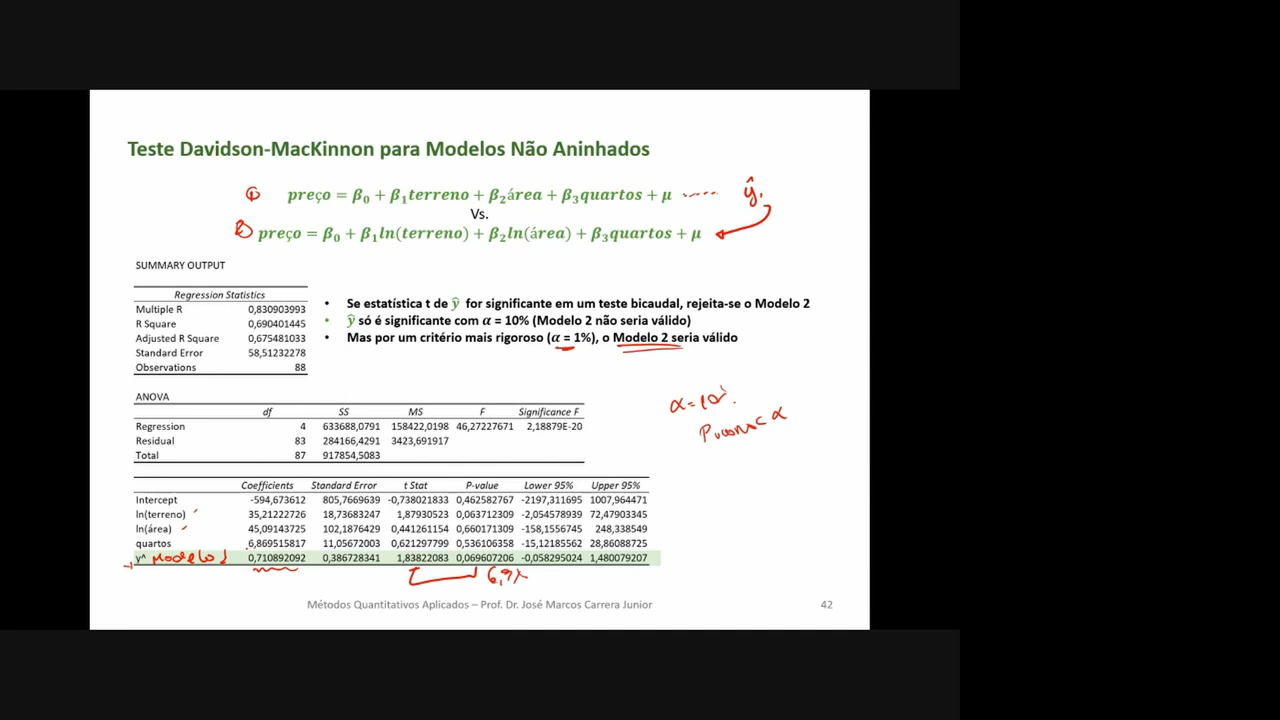 Teste Davidson-MacKinnon para Modelos Não Aninhados
① preço = β₀ + β₁terreno + β₂área + β₃quartos + μ ...... ŷ₁
Vs.
② preço = β₀ + β₁ln(terreno) + β₂ln(área) + β₃quartos + μ
SUMMARY OUTPUT
Regression Statistics
Multiple R 0,830903993
R Square 0,690401445
Adjusted R Square 0,675481033
Standard Error 58,51232278
Observations 88
• Se estatística t de ŷ for significante em um teste bicaudal, rejeita-se o Modelo 2
• ŷ só é significante com α = 10% (Modelo 2 não seria válido)
• Mas por um critério mais rigoroso (α = 1%), o Modelo 2 seria válido
α = 10%.
ANOVA
df SS MS F Significance F
Regression 4 633688,0791 158422,0198 46,27227671 2,18879E-20
Residual 83 284166,4291 3423,691917
Total 87 917854,5083
Coefficients Standard Error t Stat P-value Lower 95% Upper 95%
Intercept -594,673612 805,7669639 -0,738021833 0,462582767 -2197,311695 1007,964471
ln(terreno) 35,21222726 18,73683247 1,87930523 0,063712309 -2,054578939 72,47903345
ln(área) 45,09143725 102,1876429 0,441261154 0,660171309 -158,1556745 248,338549
quartos 6,869515817 11,05672003 0,621297799 0,536106358 -15,12185562 28,86088725
y^ Modelo 1 0,710892092 0,386728341 1,83822083 0,069607206 -0,058295024 1,480079207
6,9%
Métodos Quantitativos Aplicados – Prof. Dr. José Marcos Carrera Junior
42